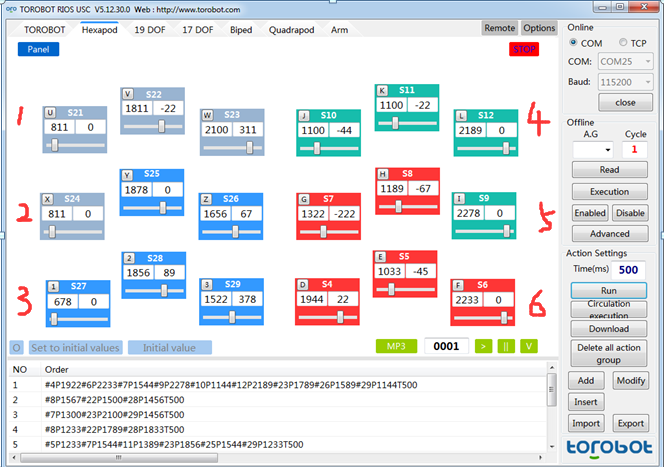 TOROBOT RIOS USC V5.12.30.0 Web : http://www.torobot.com
TOROBOT Hexapod 19 DOF 17 DOF Biped Quadrapod Arm Remote Options
Panel STOP
1
U S21
811 0
V S22
1811 -22
W S23
2100 311
J S10
1100 -44
K S11
1100 -22
L S12
2189 0
4
2
X S24
811 0
Y S25
1878 0
Z S26
1656 67
G S7
1322 -222
H S8
1189 -67
I S9
2278 0
5
3
1 S27
678 0
2 S28
1856 89
3 S29
1522 378
D S4
1944 22
E S5
1033 -45
F S6
2233 0
6
O Set to initial values Initial value MP3 0001 > || V
NO Order
1 #4P1922#6P2233#7P1544#9P2278#10P1144#12P2189#23P1789#26P1589#29P1144T500
2 #8P1567#22P1500#28P1456T500
3 #7P1300#23P2100#29P1456T500
4 #8P1233#22P1789#28P1833T500
5 #5P1233#7P1544#11P1389#23P1856#25P1544#29P1233T500
Online
COM TCP
COM: COM25
Baud: 115200
close
Offline
A.G Cycle
1
Read
Execution
Enabled Disable
Advanced
Action Settings
Time(ms) 500
Run
Circulation
execution
Download
Delete all action
group
Add Modify
Insert
Import Export
torobot